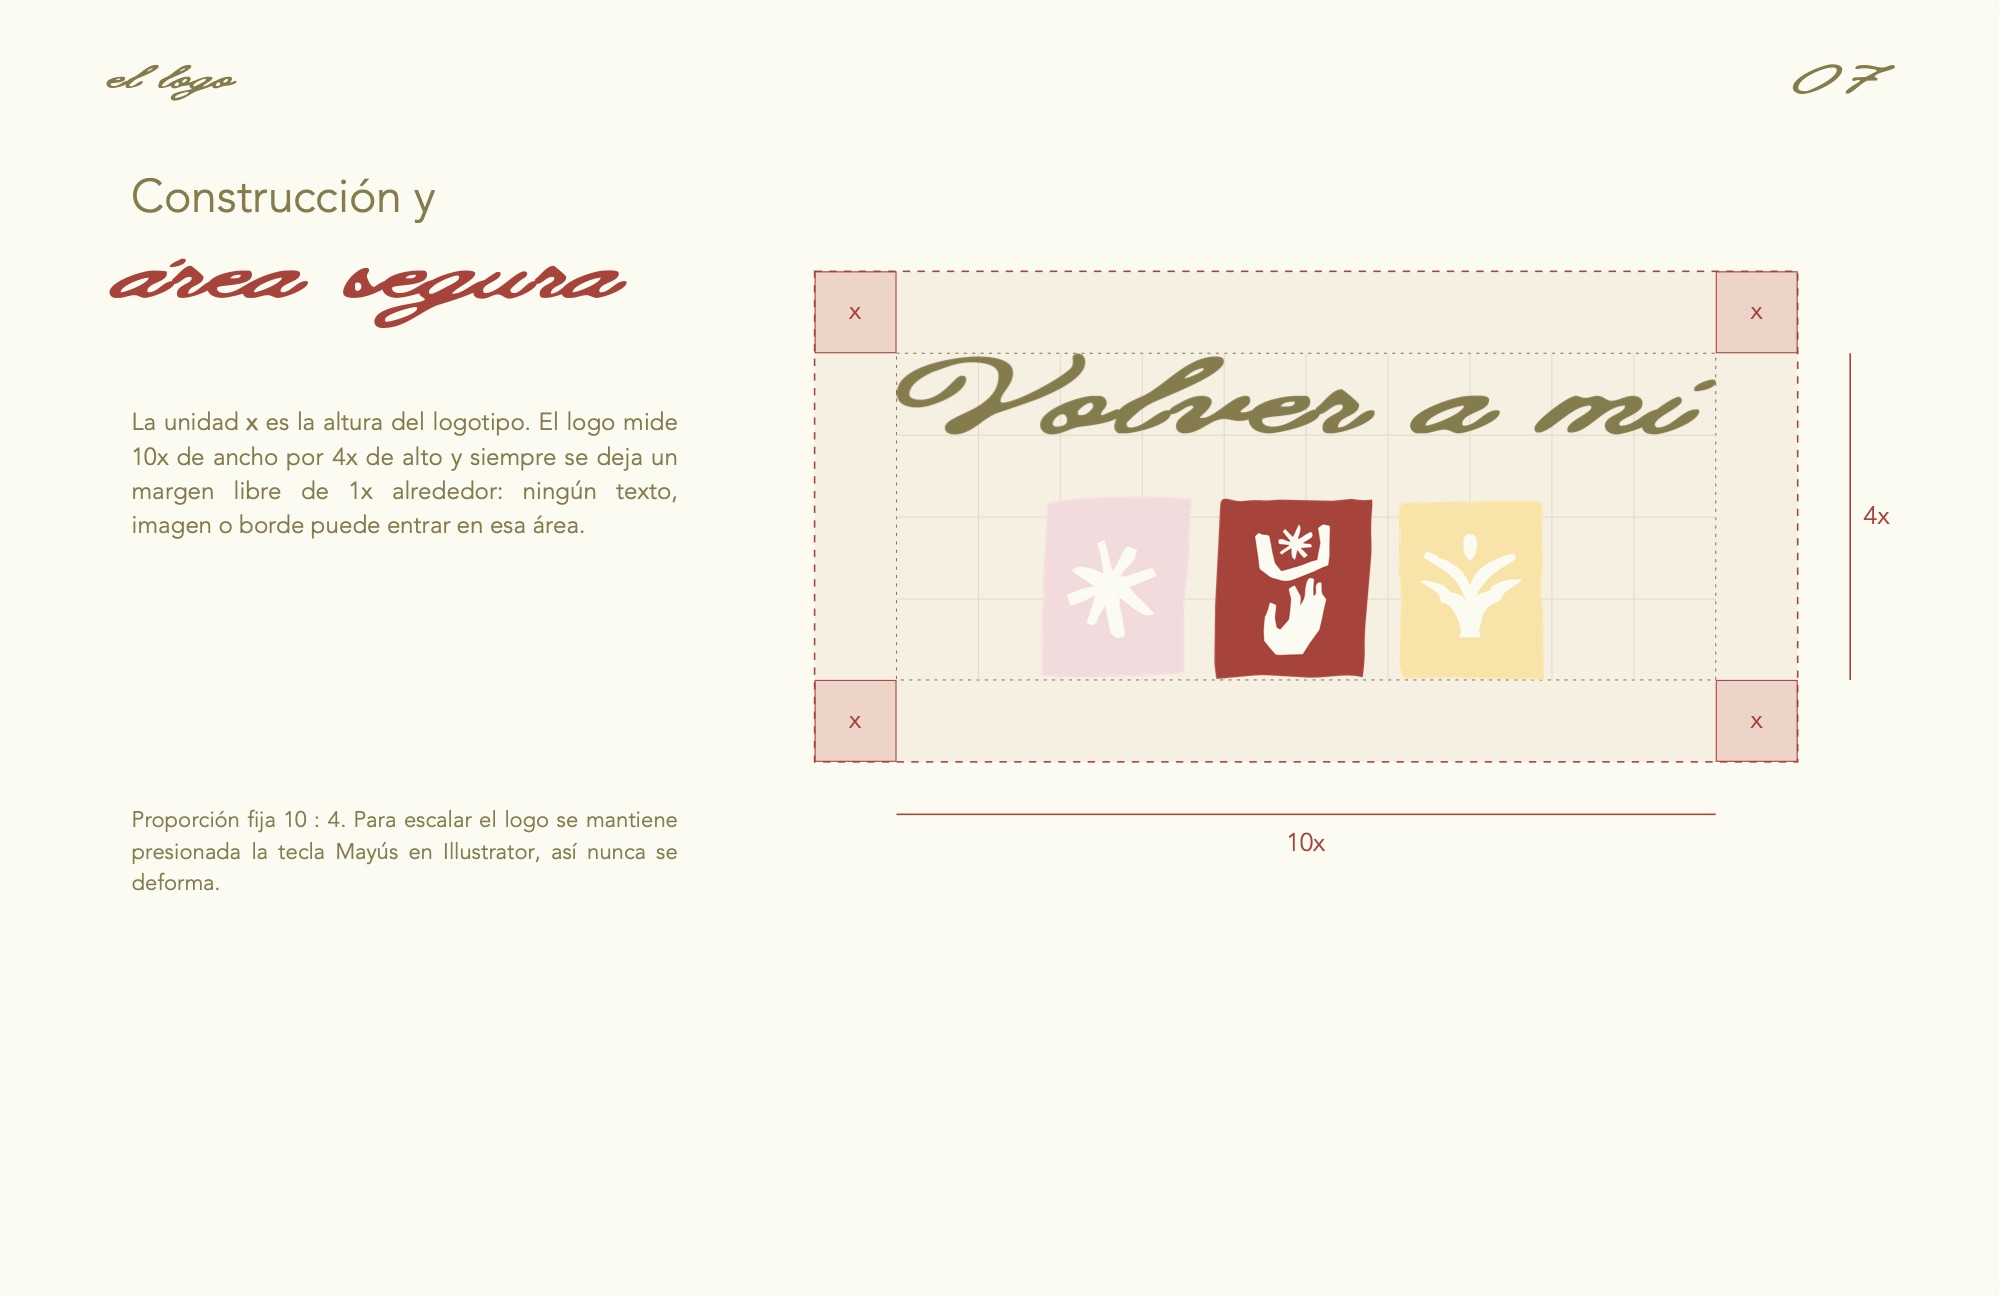 el logo
07
Construcción y
área segura
La unidad x es la altura del logotipo. El logo mide
10x de ancho por 4x de alto y siempre se deja un
margen libre de 1x alrededor: ningún texto,
imagen o borde puede entrar en esa área.
Proporción fija 10 : 4. Para escalar el logo se mantiene
presionada la tecla Mayús en Illustrator, así nunca se
deforma.
x
x
Volver a mí
4x
x
x
10x